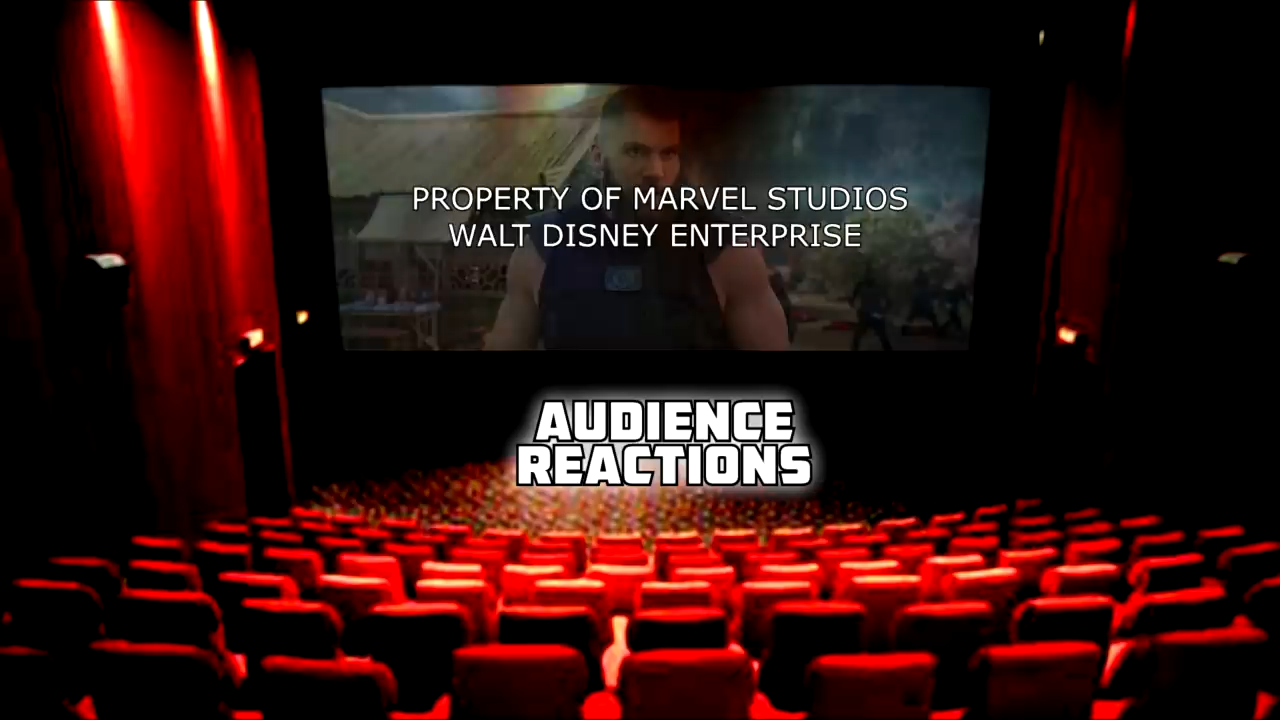 PROPERTY OF MARVEL STUDIOS
WALT DISNEY ENTERPRISE
AUDIENCE
REACTIONS